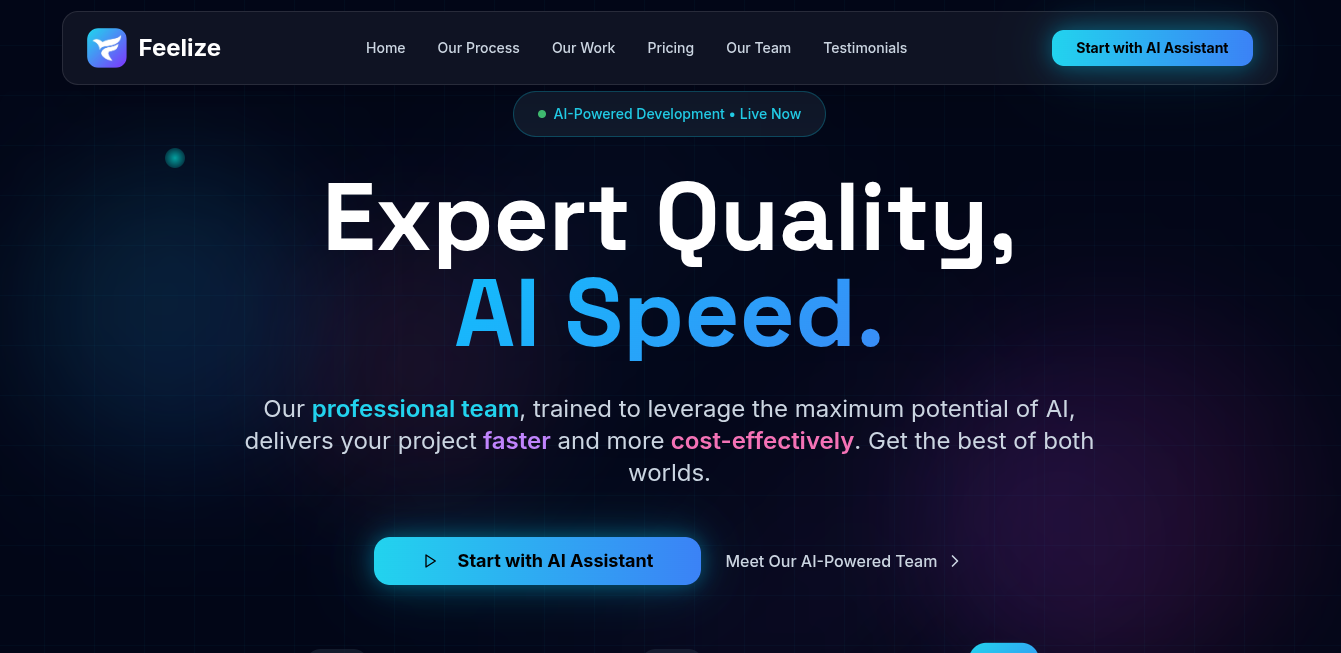 Feelize
Home
Our Process
Our Work
Pricing
Our Team
Testimonials
Start with AI Assistant
AI-Powered Development • Live Now
Expert Quality,
AI Speed.
Our professional team, trained to leverage the maximum potential of AI,
delivers your project faster and more cost-effectively. Get the best of both
worlds.
Start with AI Assistant
Meet Our AI-Powered Team